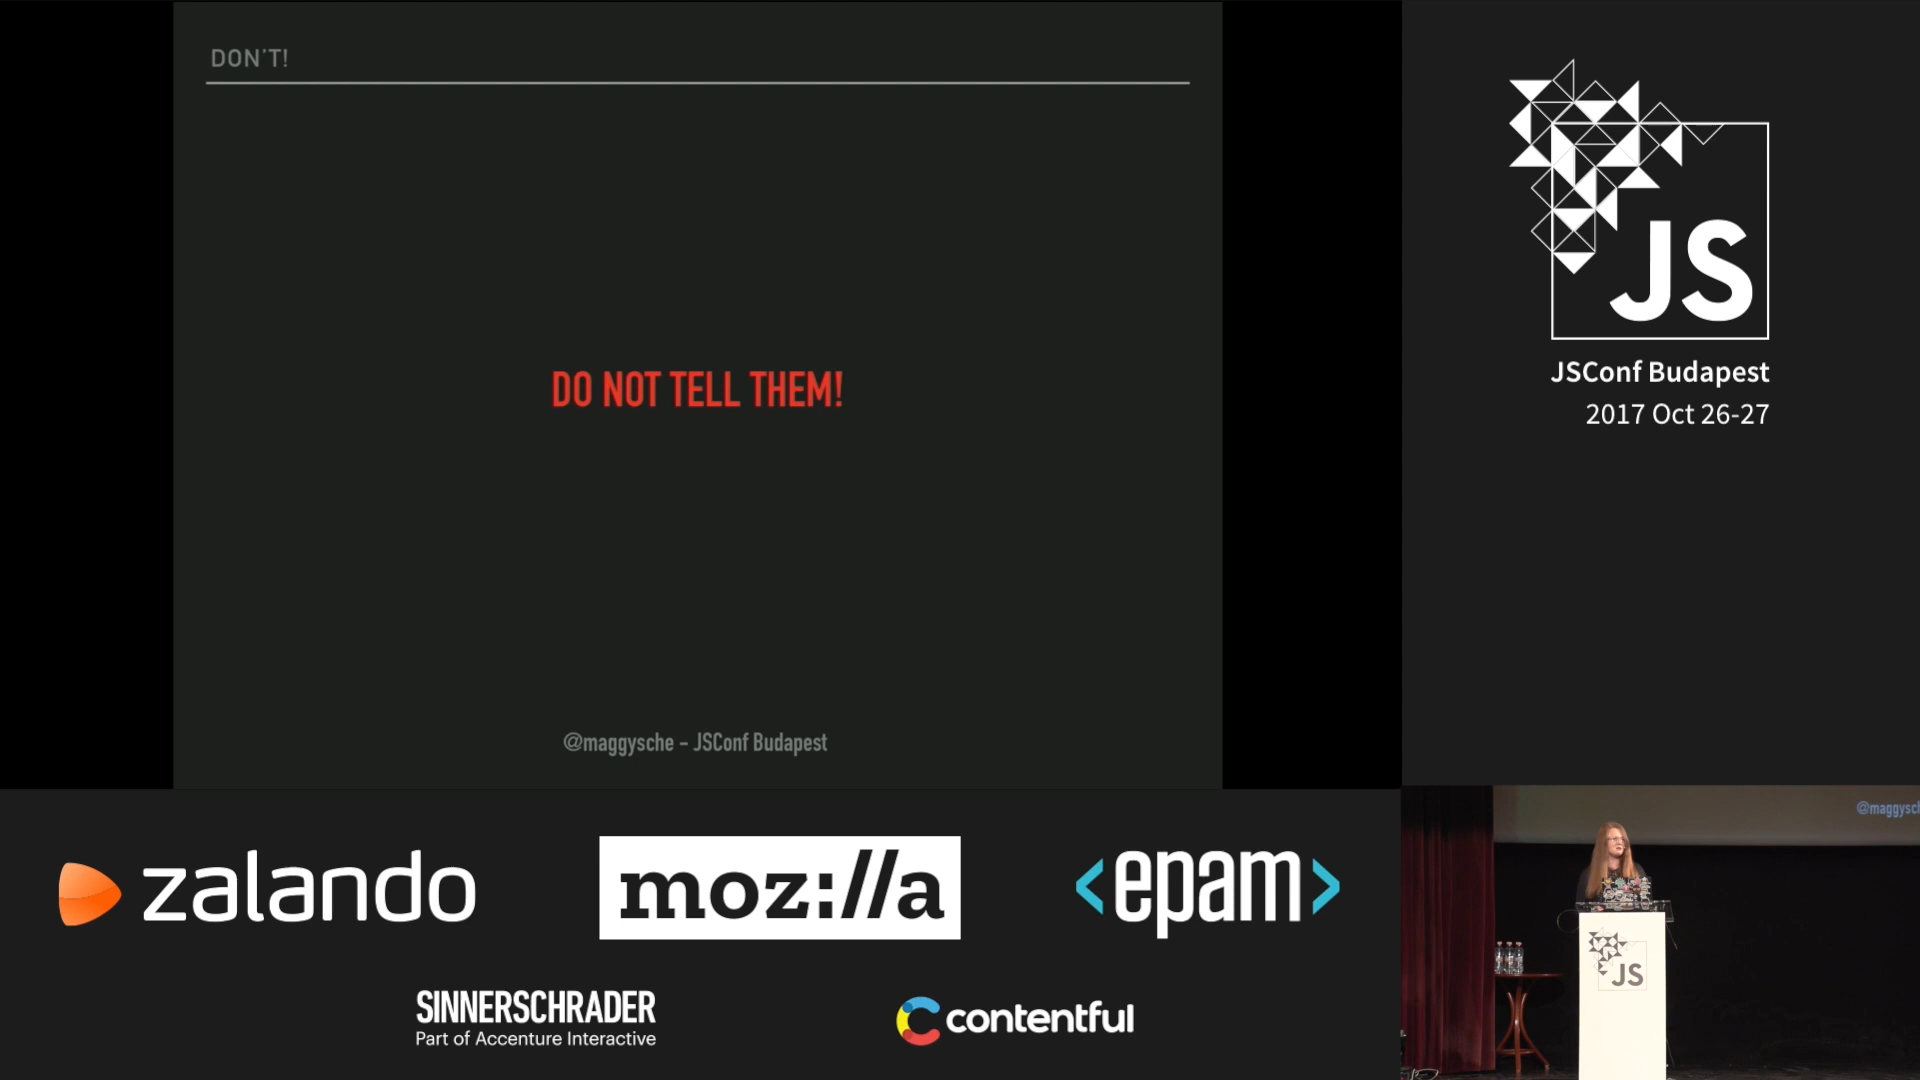 DON'T!
DO NOT TELL THEM!
@maggysche - JSConf Budapest
JS
JSConf Budapest
2017 Oct 26-27
zalando
moz://a
<epam>
SINNERSCHRADER
Part of Accenture Interactive
contentful
@maggysch
JS